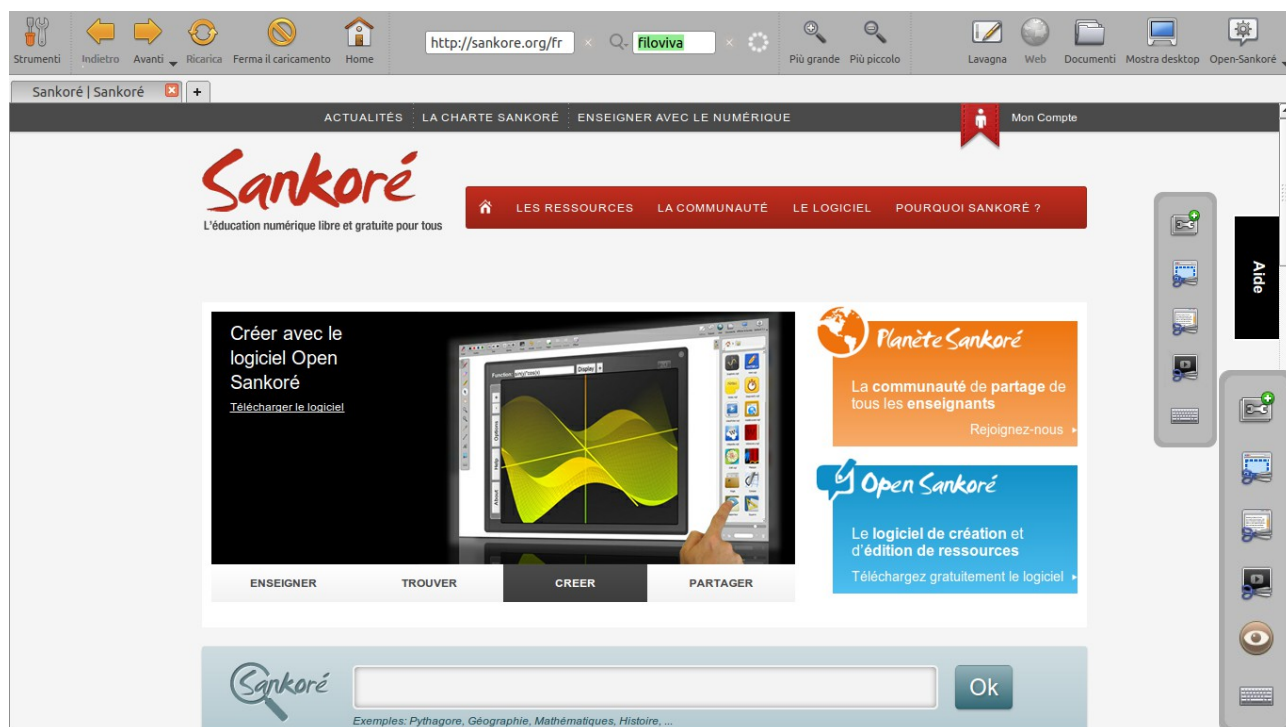 Strumenti
Indietro
Avanti
Ricarica
Ferma il caricamento
Home
http://sankore.org/fr
filoviva
Più grande
Più piccolo
Lavagna
Web
Documenti
Mostra desktop
Open-Sankoré
Sankoré | Sankoré
ACTUALITÉS
LA CHARTE SANKORÉ
ENSEIGNER AVEC LE NUMÉRIQUE
Mon Compte
Sankoré
L'éducation numérique libre et gratuite pour tous
LES RESSOURCES
LA COMMUNAUTÉ
LE LOGICIEL
POURQUOI SANKORÉ ?
Aide
Créer avec le
logiciel Open
Sankoré
Télécharger le logiciel
Function:
Display
Options
Help
About
Planète Sankoré
La communauté de partage de
tous les enseignants
Rejoignez-nous
Open Sankoré
Le logiciel de création et
d'édition de ressources
Téléchargez gratuitement le logiciel
ENSEIGNER
TROUVER
CREER
PARTAGER
Sankoré
Ok
Exemples: Pythagore, Géographie, Mathématiques, Histoire, ...